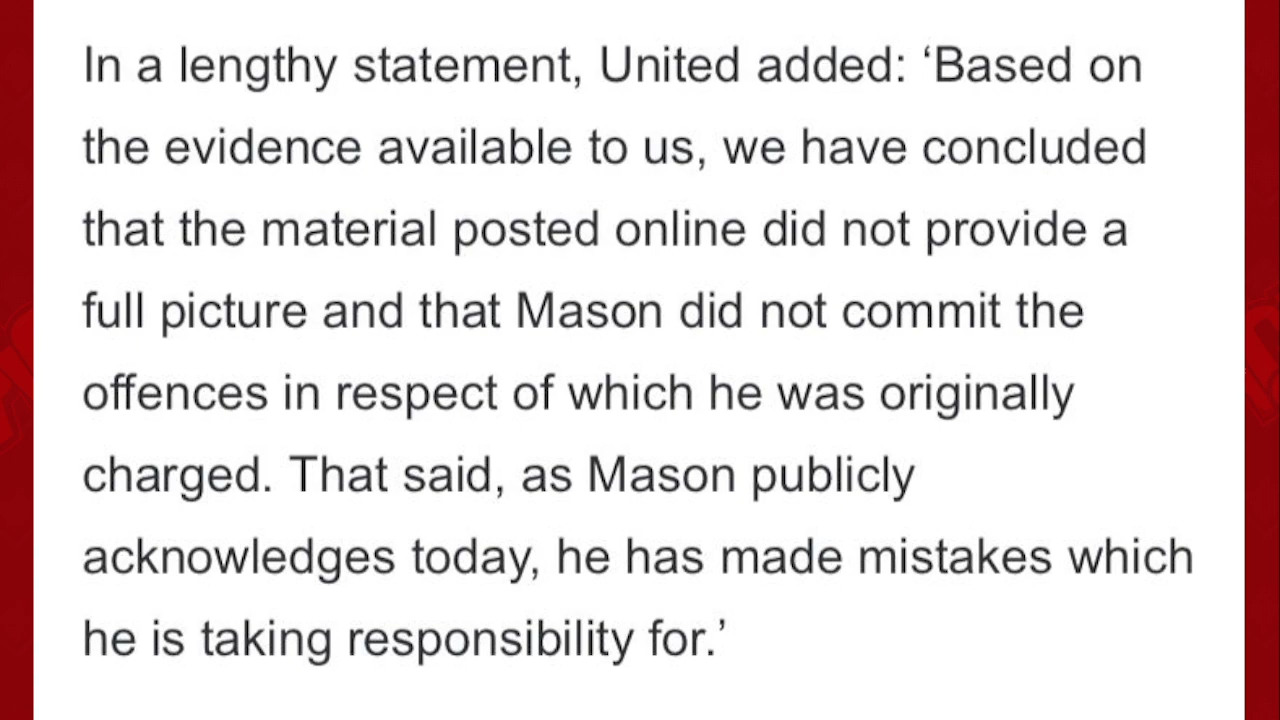 In a lengthy statement, United added: ‘Based on
the evidence available to us, we have concluded
that the material posted online did not provide a
full picture and that Mason did not commit the
offences in respect of which he was originally
charged. That said, as Mason publicly
acknowledges today, he has made mistakes which
he is taking responsibility for.’